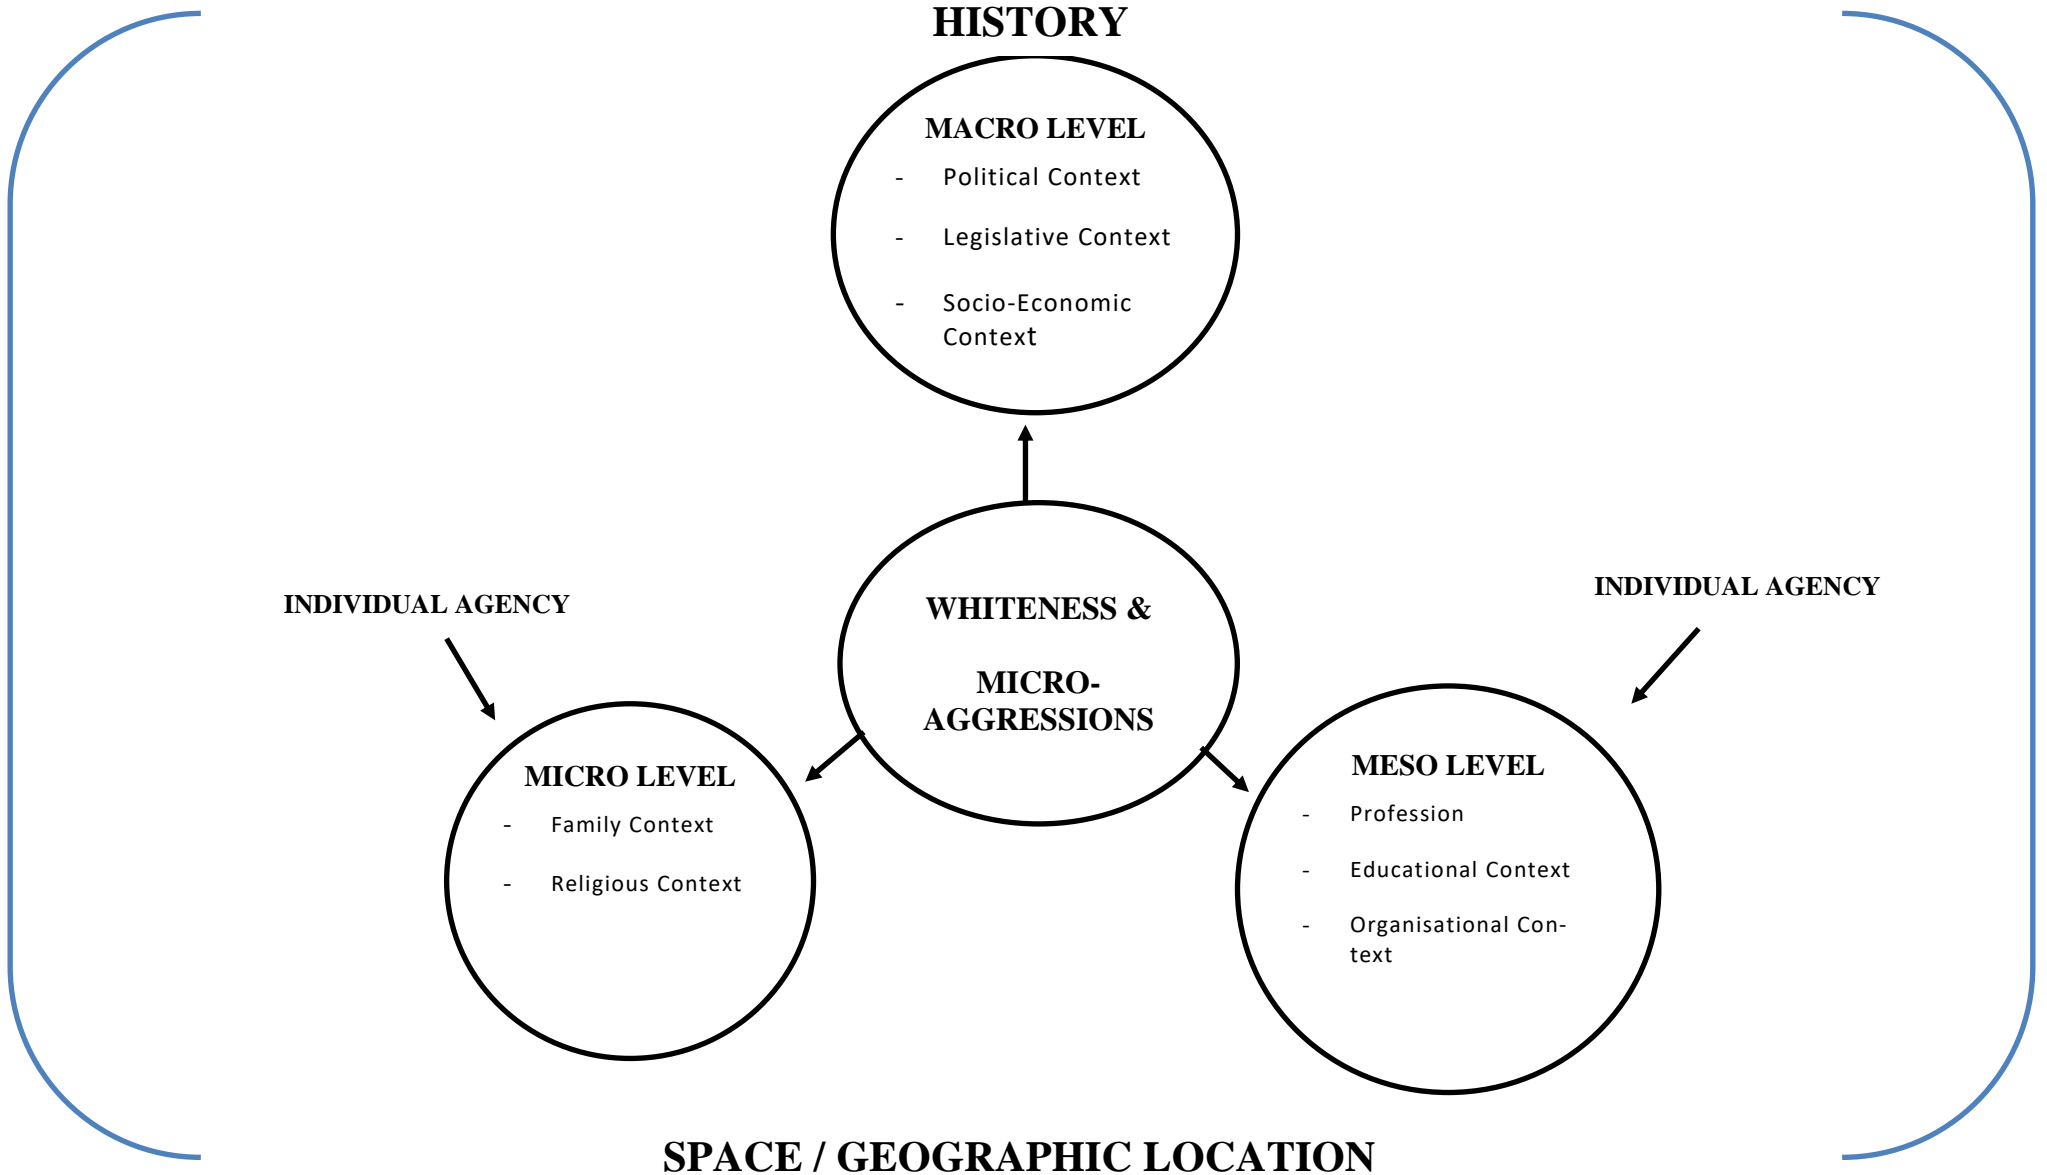 HISTORY
MACRO LEVEL
- Political Context
- Legislative Context
- Socio-Economic
Context
INDIVIDUAL AGENCY
INDIVIDUAL AGENCY
WHITENESS &
MICRO-
AGGRESSIONS
MICRO LEVEL
- Family Context
- Religious Context
MESO LEVEL
- Profession
- Educational Context
- Organisational Con-
text
SPACE / GEOGRAPHIC LOCATION